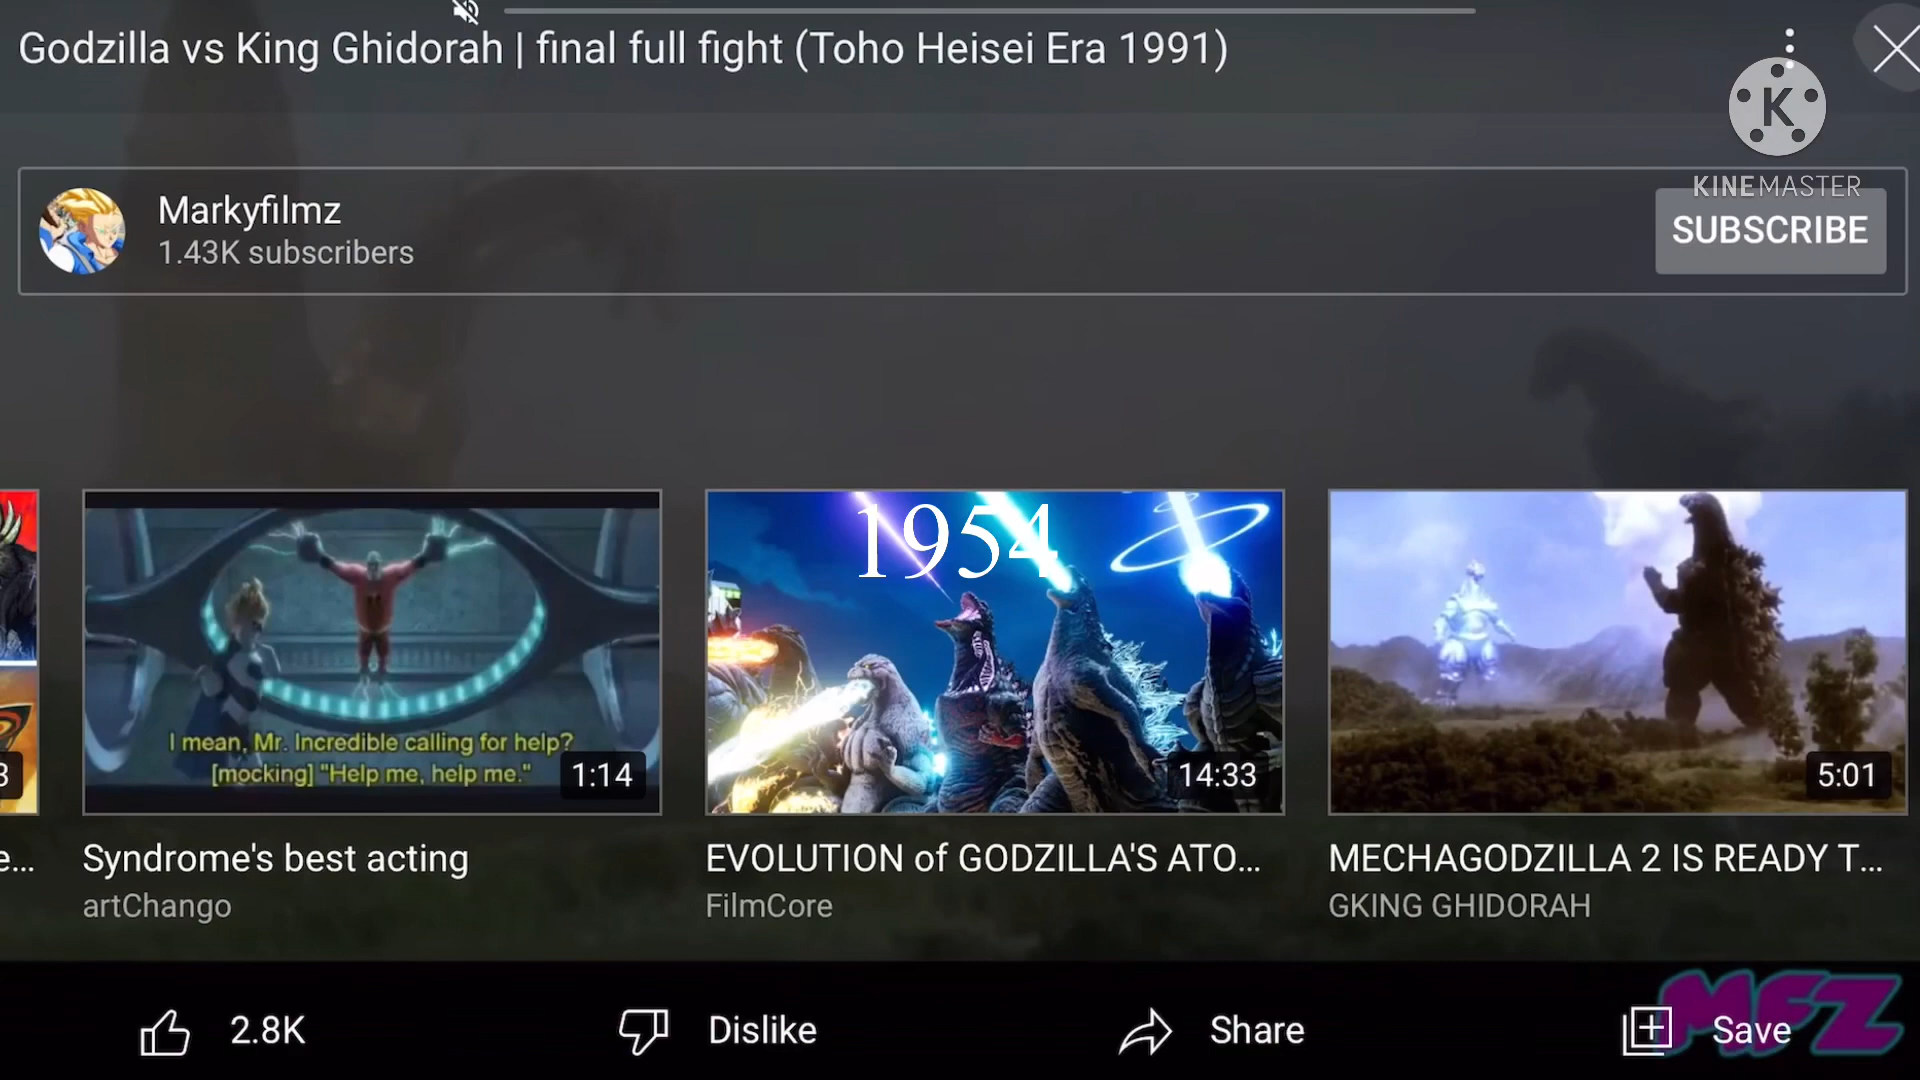 Godzilla vs King Ghidorah | final full fight (Toho Heisei Era 1991)
K
KINEMASTER
Markyfilmz
1.43K subscribers
SUBSCRIBE
1954
I mean, Mr. Incredible calling for help?
[mocking] "Help me, help me."
3
1:14
14:33
5:01
e...
Syndrome's best acting
EVOLUTION of GODZILLA'S ATO...
MECHAGODZILLA 2 IS READY T...
artChango
FilmCore
GKING GHIDORAH
MFZ
2.8K
Dislike
Share
Save